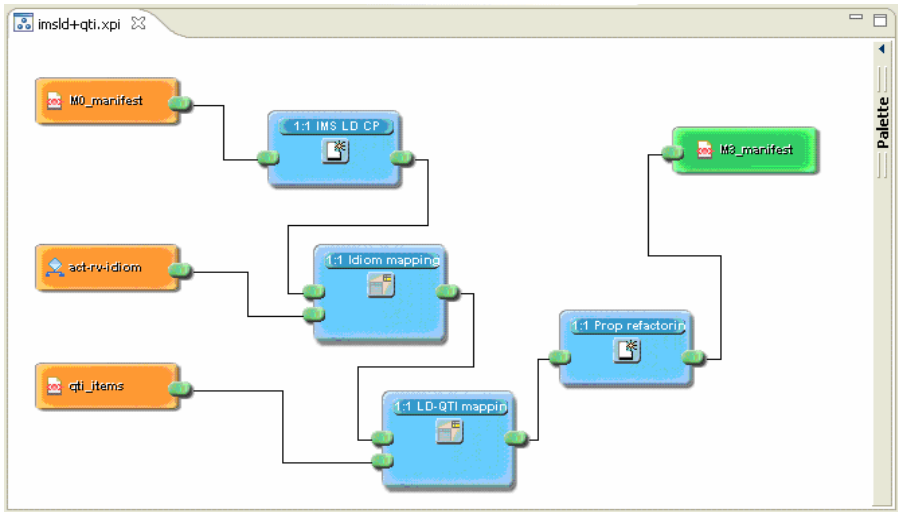 imsld+qti.xpi
M0_manifest
1:1 IMS LD CP
M3_manifest
Palette
act-rv-idiom
1:1 Idiom mapping
1:1 Prop refactorin
qti_items
1:1 LD-QTI mappin